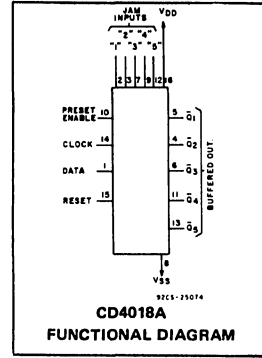 JAM
INPUTS
"2" "4"
"1" "3" "5"
VDD
2 3 7 9 12 16
PRESET
ENABLE 10
CLOCK 14
DATA 1
RESET 15
5 Q̅1
4 Q̅2
6 Q̅3
11 Q̅4
13 Q̅5
BUFFERED OUT.
8
VSS
92CS-25074
CD4018A
FUNCTIONAL DIAGRAM